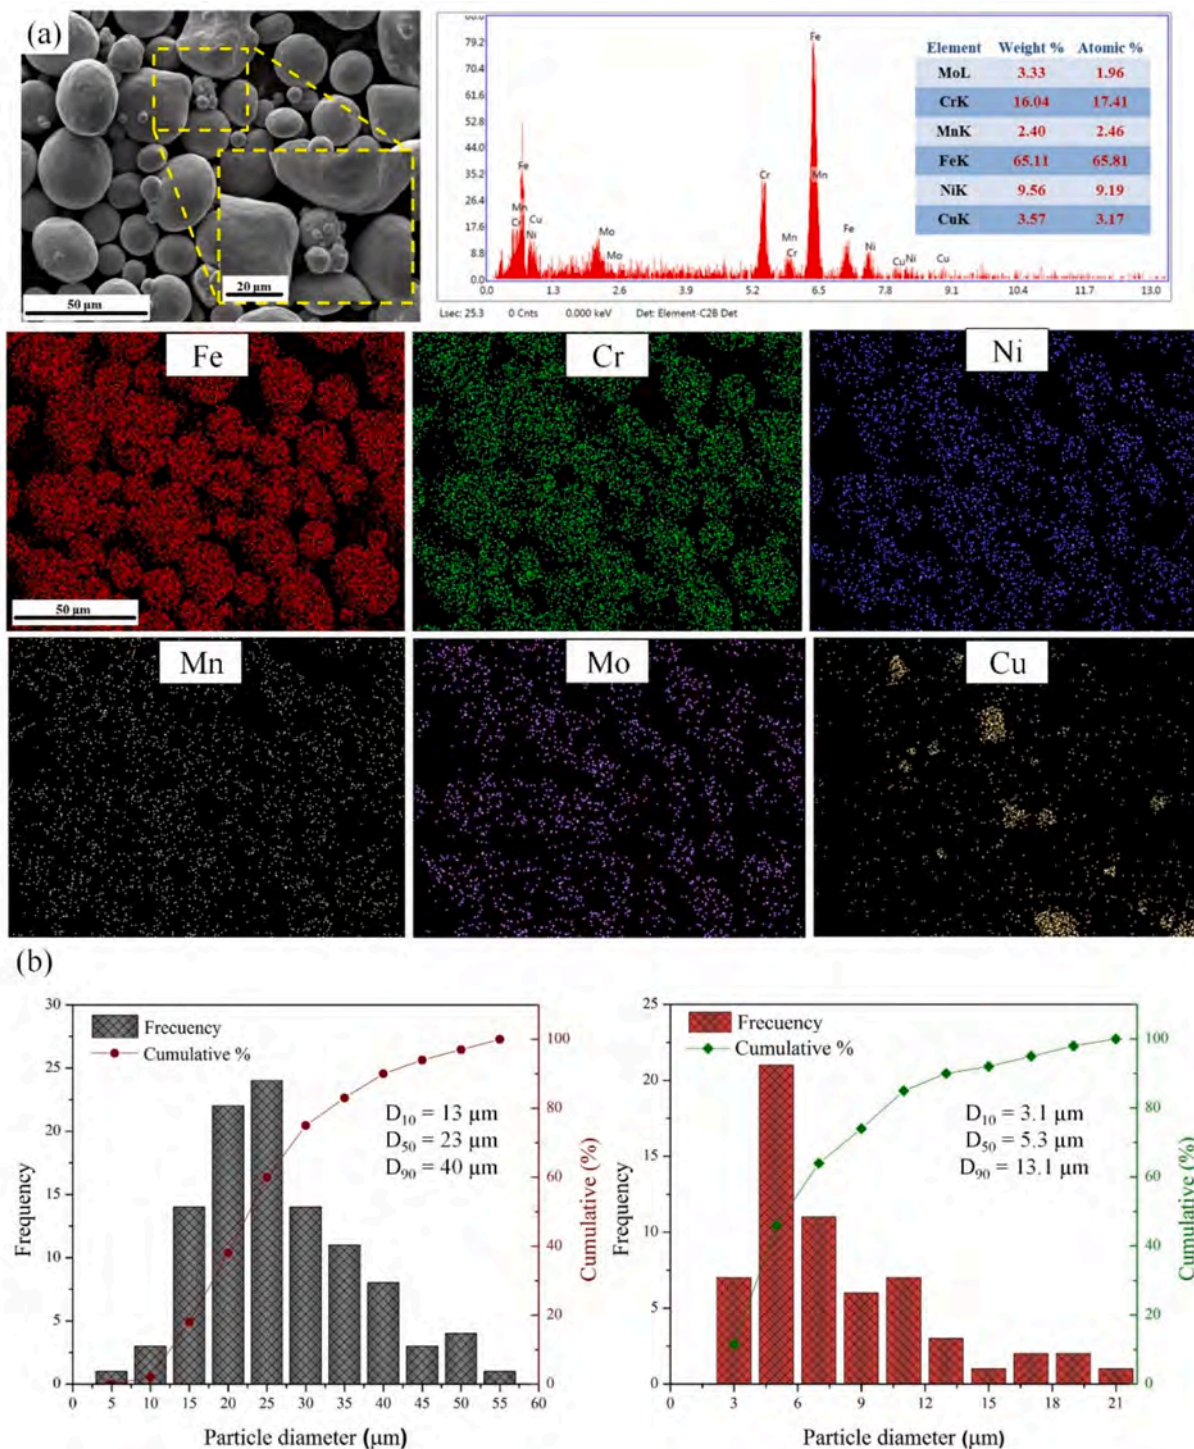 (a)
50 µm
20 µm
79.2
70.4
61.6
52.8
44.0
35.2
26.4
17.6
8.8
0.0
Fe
Mn
Cr
Cu
Ni
Mo
Mo
Cr
Mn
Cr
Fe
Mn
Fe
Ni
Cu
Ni
Cu
0.0 1.3 2.6 3.9 5.2 6.5 7.8 9.1 10.4 11.7 13.0
Lsec: 25.3 0 Cnts 0.000 keV Det: Element-C2B Det
Element Weight % Atomic %
MoL 3.33 1.96
CrK 16.04 17.41
MnK 2.40 2.46
FeK 65.11 65.81
NiK 9.56 9.19
CuK 3.57 3.17
Fe
Cr
Ni
50 µm
Mn
Mo
Cu
(b)
Frecuency
Cumulative %
D10 = 13 µm
D50 = 23 µm
D90 = 40 µm
30
25
20
15
10
5
0
Frequency
0 5 10 15 20 25 30 35 40 45 50 55 60
Particle diameter (µm)
100
80
60
40
20
0
Cumulative (%)
Frecuency
Cumulative %
D10 = 3.1 µm
D50 = 5.3 µm
D90 = 13.1 µm
25
20
15
10
5
0
Frequency
3 6 9 12 15 18 21
Particle diameter (µm)
100
80
60
40
20
0
Cumulative (%)